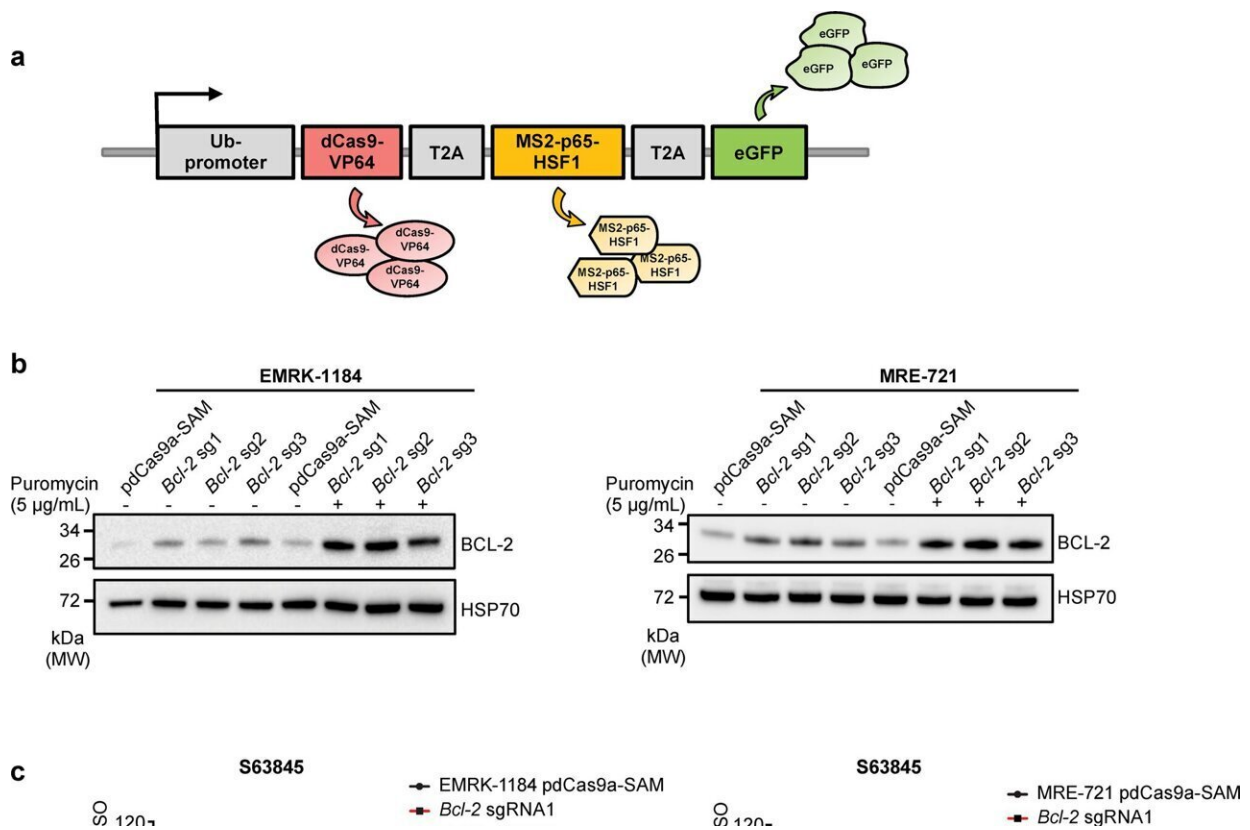 a
eGFP
eGFP
eGFP
Ub-
promoter
dCas9-
VP64
T2A
MS2-p65-
HSF1
T2A
eGFP
dCas9-
VP64
dCas9-
VP64
dCas9-
VP64
MS2-p65-
HSF1
MS2-p65-
HSF1
MS2-p65-
HSF1
b
EMRK-1184
pdCas9a-SAM
Bcl-2 sg1
Bcl-2 sg2
Bcl-2 sg3
pdCas9a-SAM
Bcl-2 sg1
Bcl-2 sg2
Bcl-2 sg3
Puromycin
(5 µg/mL)
- - - - - + + +
34
26
BCL-2
72
HSP70
kDa
(MW)
MRE-721
pdCas9a-SAM
Bcl-2 sg1
Bcl-2 sg2
Bcl-2 sg3
pdCas9a-SAM
Bcl-2 sg1
Bcl-2 sg2
Bcl-2 sg3
Puromycin
(5 µg/mL)
- - - - - + + +
34
26
BCL-2
72
HSP70
kDa
(MW)
c
S63845
EMRK-1184 pdCas9a-SAM
Bcl-2 sgRNA1
120
S63845
MRE-721 pdCas9a-SAM
Bcl-2 sgRNA1
120